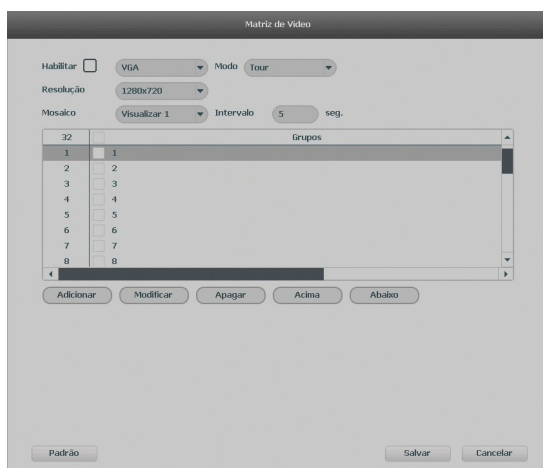 Matriz de Vídeo
Habilitar VGA Modo Tour
Resolução 1280x720
Mosaico Visualizar 1 Intervalo 5 seg.
32 Grupos
1 1
2 2
3 3
4 4
5 5
6 6
7 7
8 8
Adicionar Modificar Apagar Acima Abaixo
Padrão Salvar Cancelar